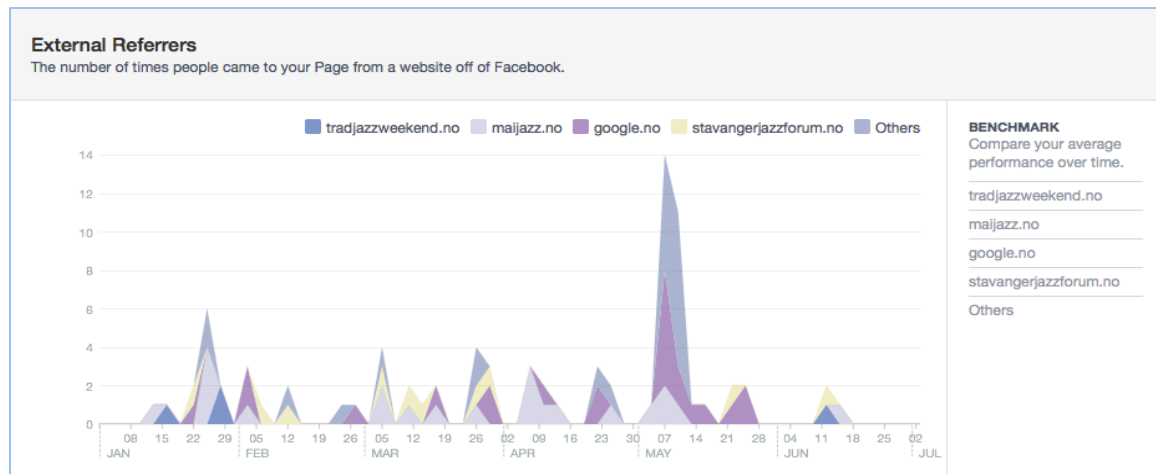 External Referrers
The number of times people came to your Page from a website off of Facebook.
tradjazzweekend.no maijazz.no google.no stavangerjazzforum.no Others
14
12
10
8
6
4
2
0
08 15 22 29 05 12 19 26 05 12 19 26 02 09 16 23 30 07 14 21 28 04 11 18 25 02
JAN FEB MAR APR MAY JUN JUL
BENCHMARK
Compare your average
performance over time.
tradjazzweekend.no
maijazz.no
google.no
stavangerjazzforum.no
Others